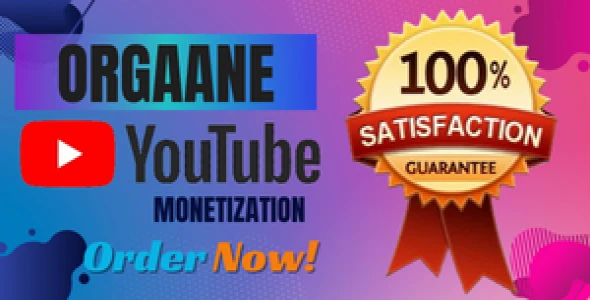 ORGAANE
YouTube
MONETIZATION
Order Now!
100%
SATISFACTION
GUARANTEE